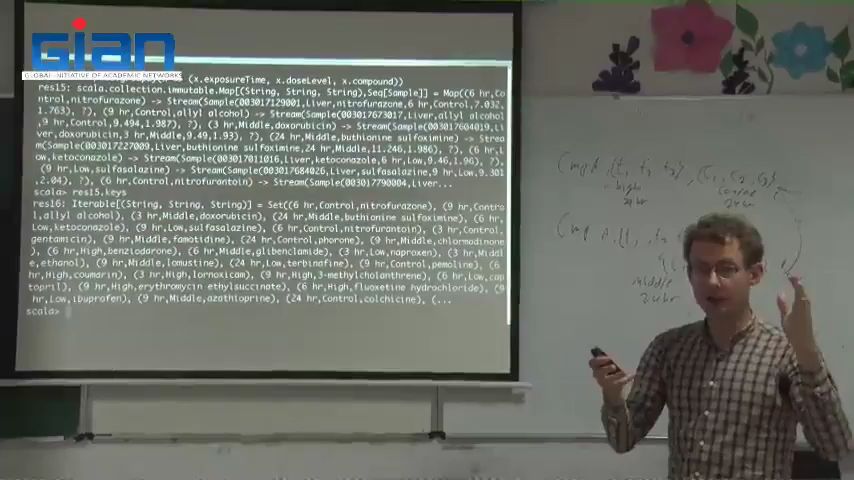 GIAN
GLOBAL INITIATIVE OF ACADEMIC NETWORKS
(x.exposureTime, x.doseLevel, x.compound))
res15: scala.collection.immutable.Map[(String, String, String),Seq[Sample]] = Map((6 hr,Co
ntrol,nitrofurazone) -> Stream(Sample(003017129001,Liver,nitrofurazone,6 hr,Control,7.032,
1.763), ?), (9 hr,Control,allyl alcohol) -> Stream(Sample(003017673017,Liver,allyl alcohol
,9 hr,Control,9.494,1.987), ?), (3 hr,Middle,doxorubicin) -> Stream(Sample(003017604019,Li
ver,doxorubicin,3 hr,Middle,9.49,1.93), ?), (24 hr,Middle,buthionine sulfoximine) -> Strea
m(Sample(003017227009,Liver,buthionine sulfoximine,24 hr,Middle,11.246,1.986), ?), (6 hr,L
ow,ketoconazole) -> Stream(Sample(003017011016,Liver,ketoconazole,6 hr,Low,9.46,1.96), ?),
(9 hr,Low,sulfasalazine) -> Stream(Sample(003017684026,Liver,sulfasalazine,9 hr,Low,9.301
,2.04), ?), (6 hr,Control,nitrofurantoin) -> Stream(Sample(003017790004,Liver...
scala> res15.keys
res16: Iterable[(String, String, String)] = Set((6 hr,Control,nitrofurazone), (9 hr,Contro
l,allyl alcohol), (3 hr,Middle,doxorubicin), (24 hr,Middle,buthionine sulfoximine), (6 hr,
Low,ketoconazole), (9 hr,Low,sulfasalazine), (6 hr,Control,nitrofurantoin), (3 hr,Control,
gentamicin), (9 hr,Middle,famotidine), (24 hr,Control,phorone), (9 hr,Middle,chlormadinone
), (6 hr,High,benziodarone), (6 hr,Middle,glibenclamide), (3 hr,Low,naproxen), (3 hr,Middl
e,ethanol), (9 hr,Middle,lomustine), (24 hr,Low,terbinafine), (9 hr,Control,pemoline), (6
hr,High,coumarin), (3 hr,High,lornoxicam), (9 hr,High,3-methylcholanthrene), (6 hr,Low,cap
topril), (9 hr,High,erythromycin ethylsuccinate), (6 hr,High,fluoxetine hydrochloride), (9
hr,Low,ibuprofen), (9 hr,Middle,azathioprine), (24 hr,Control,colchicine), (...
scala>
high
24 hr
control
24 hr
middle
24 hr